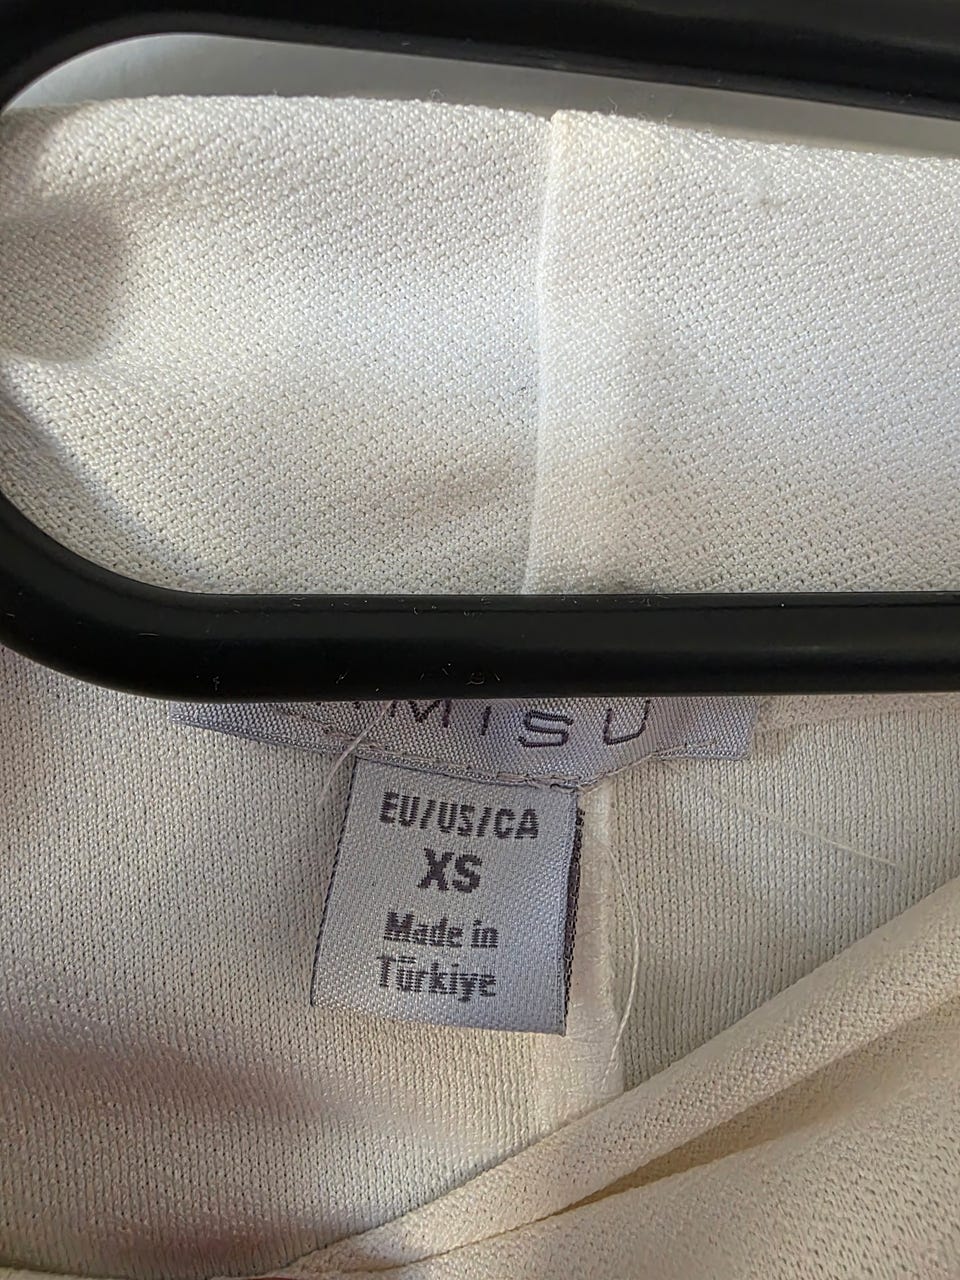 MISU
EU/US/CA
XS
Made in
Türkiye